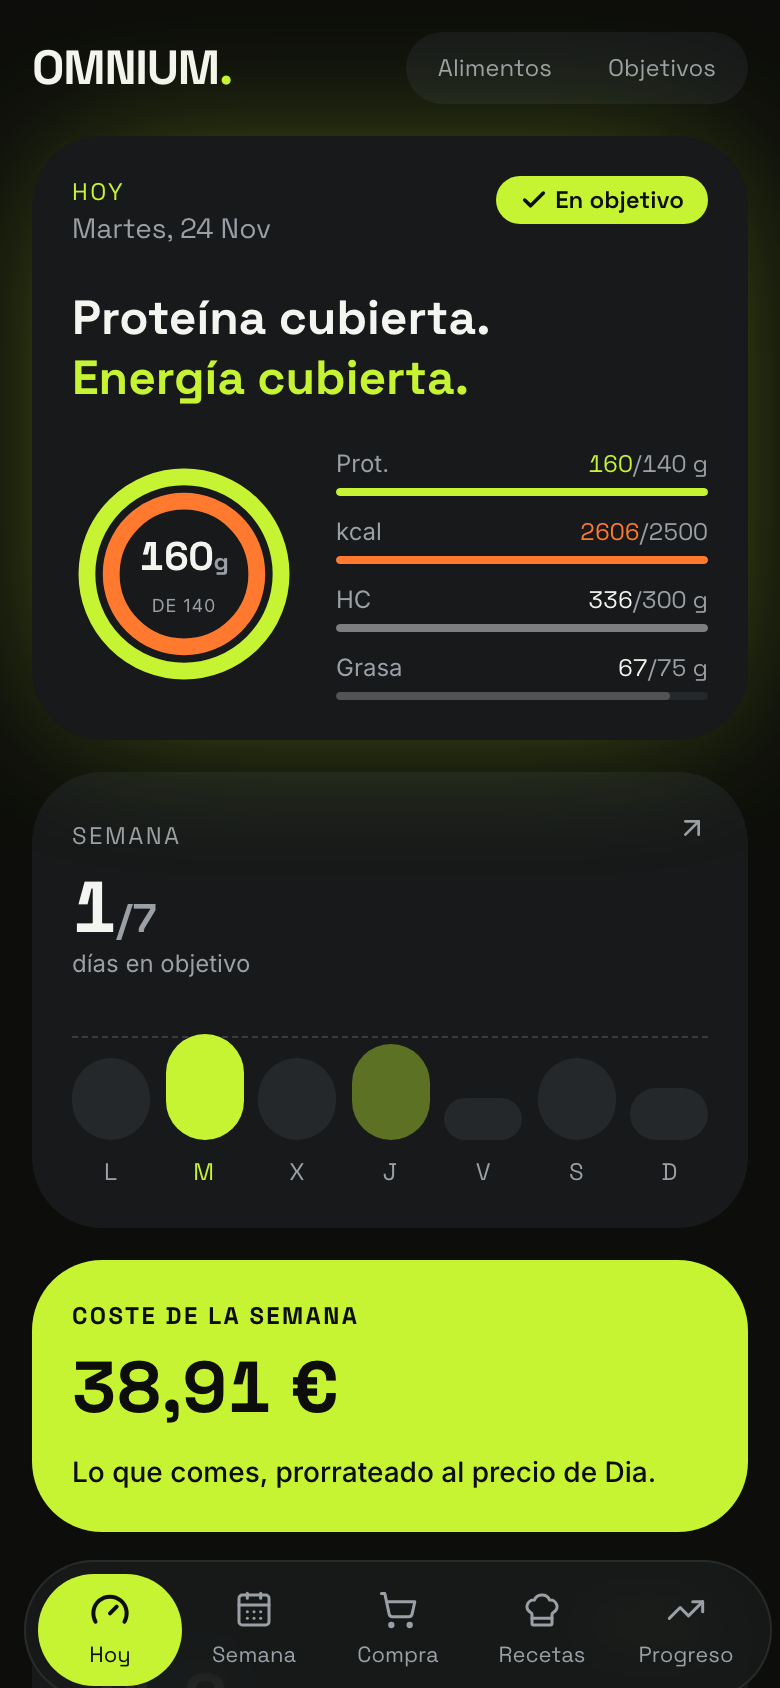 OMNIUM.
Alimentos Objetivos
HOY
En objetivo
Martes, 24 Nov
Proteína cubierta.
Energía cubierta.
160g
DE 140
Prot. 160/140 g
kcal 2606/2500
HC 336/300 g
Grasa 67/75 g
SEMANA
1/7
días en objetivo
L M X J V S D
COSTE DE LA SEMANA
38,91 €
Lo que comes, prorrateado al precio de Dia.
Hoy Semana Compra Recetas Progreso